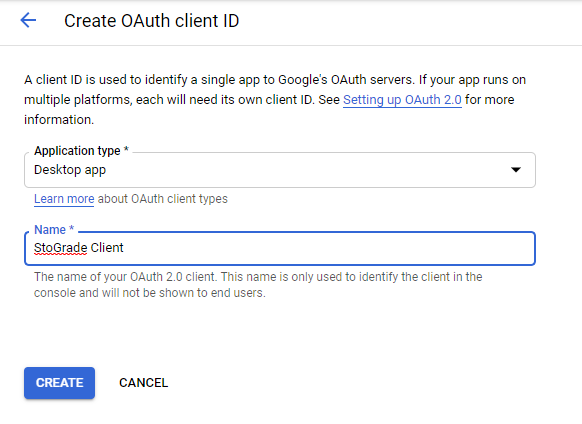 Create OAuth client ID
A client ID is used to identify a single app to Google's OAuth servers. If your app runs on
multiple platforms, each will need its own client ID. See Setting up OAuth 2.0 for more
information.
Application type *
Desktop app
Learn more about OAuth client types
Name *
StoGrade Client
The name of your OAuth 2.0 client. This name is only used to identify the client in the
console and will not be shown to end users.
CREATE CANCEL